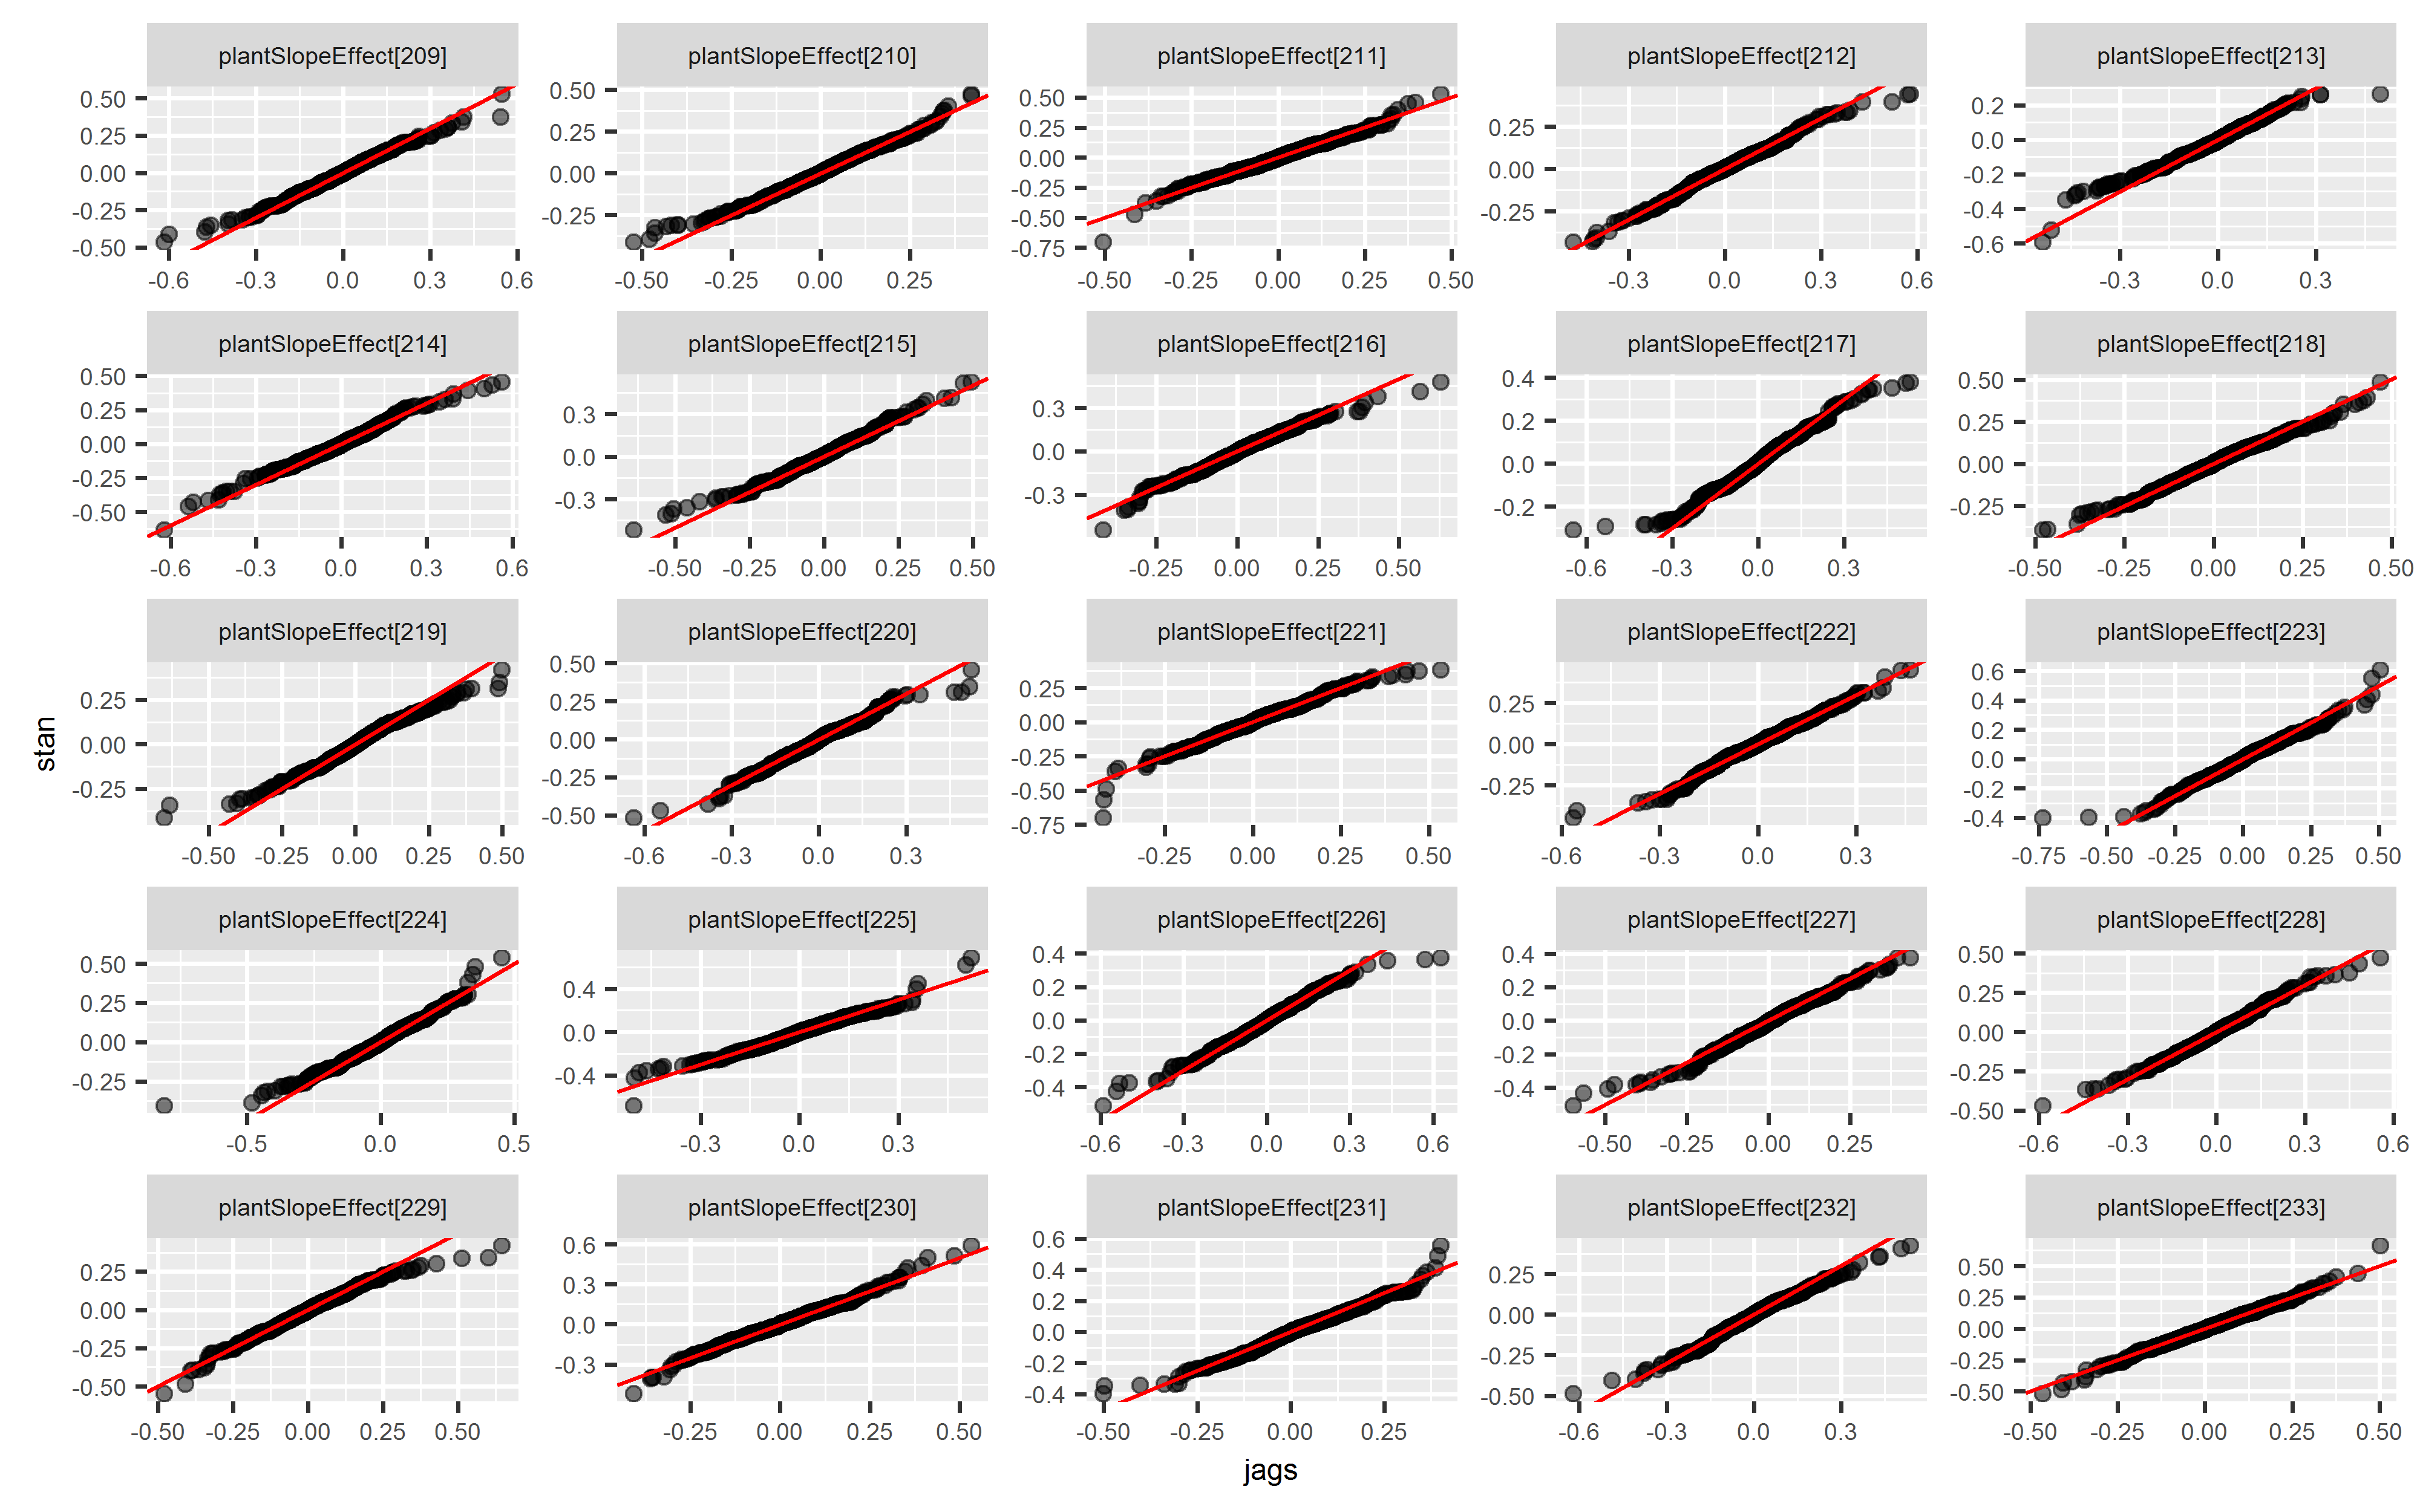 plantSlopeEffect[209] plantSlopeEffect[210] plantSlopeEffect[211] plantSlopeEffect[212] plantSlopeEffect[213]
0.50 0.25 0.00 -0.25 -0.50
0.50 0.25 0.00 -0.25
0.50 0.25 0.00 -0.25 -0.50 -0.75
0.25 0.00 -0.25
0.2 0.0 -0.2 -0.4 -0.6
-0.6 -0.3 0.0 0.3 0.6
-0.50 -0.25 0.00 0.25
-0.50 -0.25 0.00 0.25 0.50
-0.3 0.0 0.3 0.6
-0.3 0.0 0.3
plantSlopeEffect[214] plantSlopeEffect[215] plantSlopeEffect[216] plantSlopeEffect[217] plantSlopeEffect[218]
0.50 0.25 0.00 -0.25 -0.50
0.3 0.0 -0.3
0.3 0.0 -0.3
0.4 0.2 0.0 -0.2
0.50 0.25 0.00 -0.25
-0.6 -0.3 0.0 0.3 0.6
-0.50 -0.25 0.00 0.25 0.50
-0.25 0.00 0.25 0.50
-0.6 -0.3 0.0 0.3
-0.50 -0.25 0.00 0.25 0.50
stan
plantSlopeEffect[219] plantSlopeEffect[220] plantSlopeEffect[221] plantSlopeEffect[222] plantSlopeEffect[223]
0.25 0.00 -0.25
0.50 0.25 0.00 -0.25 -0.50
0.25 0.00 -0.25 -0.50 -0.75
0.25 0.00 -0.25
0.6 0.4 0.2 0.0 -0.2 -0.4
-0.50 -0.25 0.00 0.25 0.50
-0.6 -0.3 0.0 0.3
-0.25 0.00 0.25 0.50
-0.6 -0.3 0.0 0.3
-0.75 -0.50 -0.25 0.00 0.25 0.50
plantSlopeEffect[224] plantSlopeEffect[225] plantSlopeEffect[226] plantSlopeEffect[227] plantSlopeEffect[228]
0.50 0.25 0.00 -0.25
0.4 0.0 -0.4
0.4 0.2 0.0 -0.2 -0.4
0.4 0.2 0.0 -0.2 -0.4
0.50 0.25 0.00 -0.25 -0.50
-0.5 0.0 0.5
-0.3 0.0 0.3
-0.6 -0.3 0.0 0.3 0.6
-0.50 -0.25 0.00 0.25
-0.6 -0.3 0.0 0.3 0.6
plantSlopeEffect[229] plantSlopeEffect[230] plantSlopeEffect[231] plantSlopeEffect[232] plantSlopeEffect[233]
0.25 0.00 -0.25 -0.50
0.6 0.3 0.0 -0.3
0.6 0.4 0.2 0.0 -0.2 -0.4
0.25 0.00 -0.25 -0.50
0.50 0.25 0.00 -0.25 -0.50
-0.50 -0.25 0.00 0.25 0.50
-0.25 0.00 0.25 0.50
-0.50 -0.25 0.00 0.25
-0.6 -0.3 0.0 0.3
-0.50 -0.25 0.00 0.25 0.50
jags